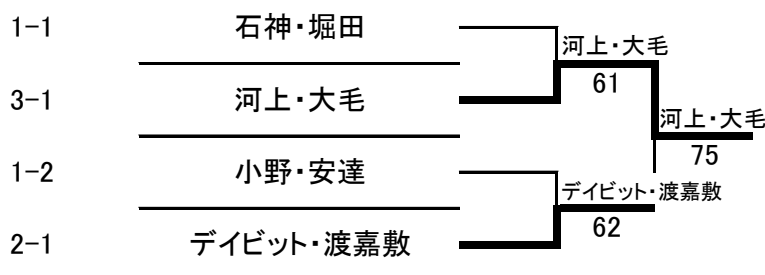 1-1 石神・堀田
河上・大毛
61
3-1 河上・大毛
河上・大毛
75
1-2 小野・安達
デイビット・渡嘉敷
62
2-1 デイビット・渡嘉敷